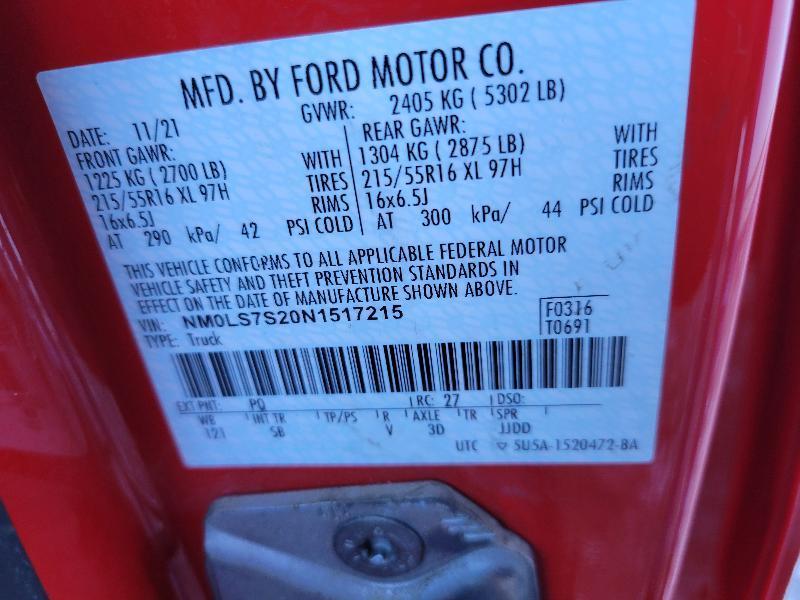 MFD. BY FORD MOTOR CO.
DATE: 11/21 GVWR: 2405 KG ( 5302 LB)
FRONT GAWR: REAR GAWR:
1225 KG ( 2700 LB) WITH 1304 KG ( 2875 LB) WITH
215/55R16 XL 97H TIRES 215/55R16 XL 97H TIRES
16x6.5J RIMS 16x6.5J RIMS
AT 290 kPa/ 42 PSI COLD AT 300 kPa/ 44 PSI COLD
THIS VEHICLE CONFORMS TO ALL APPLICABLE FEDERAL MOTOR
VEHICLE SAFETY AND THEFT PREVENTION STANDARDS IN
EFFECT ON THE DATE OF MANUFACTURE SHOWN ABOVE.
VIN: NM0LS7S20N1517215 F0316
TYPE: Truck T0691
EXT PNT: PQ RC: 27 DSO:
WB INT TR TP/PS R AXLE TR SPR
121 SB V 3D JJDD
UTC ▽ 5U5A-1520472-BA